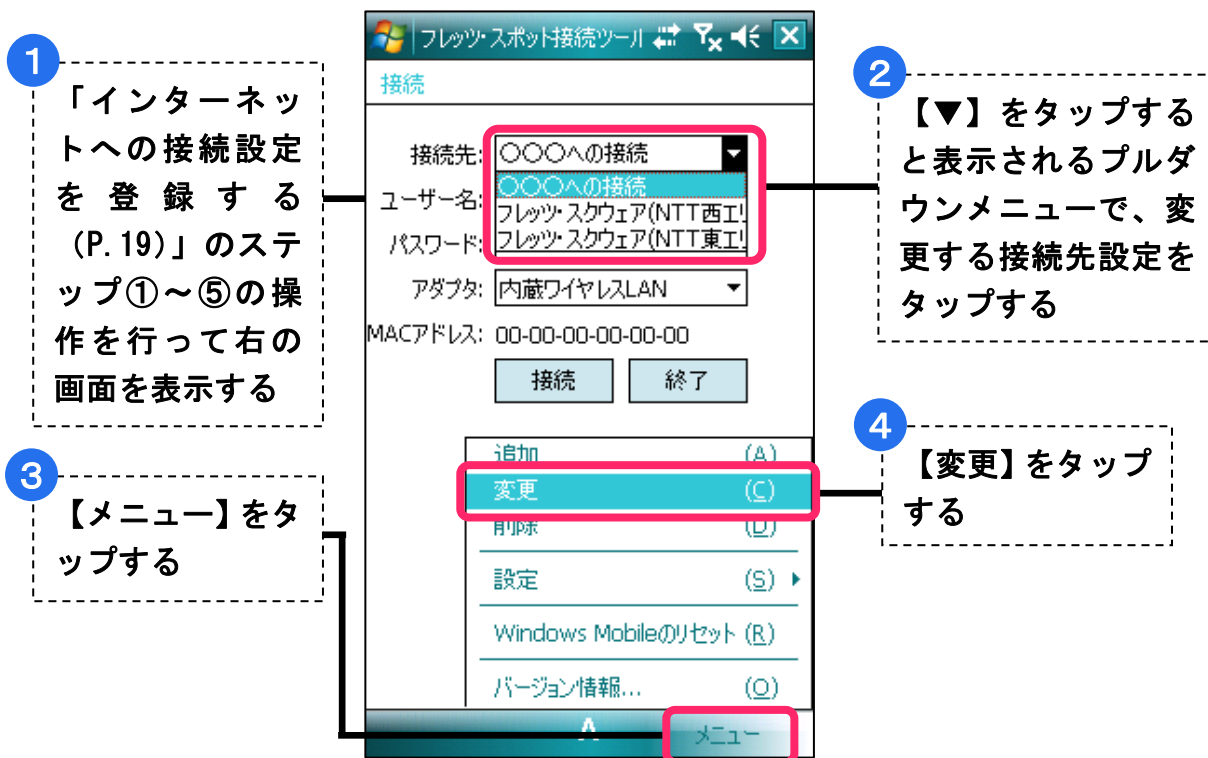 1
「インターネッ
トへの接続設定
を登録する
(P.19)」のステ
ップ①～⑤の操
作を行って右の
画面を表示する
フレッツ・スポット接続ツール
接続
接続先: ○○○への接続
○○○への接続
ユーザー名:
フレッツ・スクウェア(NTT西エリ
パスワード:
フレッツ・スクウェア(NTT東エリ
アダプタ: 内蔵ワイヤレスLAN
MACアドレス: 00-00-00-00-00-00
接続 終了
追加 (A)
変更 (C)
削除 (D)
設定 (S)
Windows Mobileのリセット (R)
バージョン情報... (O)
メニュー
2
【▼】をタップする
と表示されるプルダ
ウンメニューで、変
更する接続先設定を
タップする
3
【メニュー】をタ
ップする
4
【変更】をタップ
する